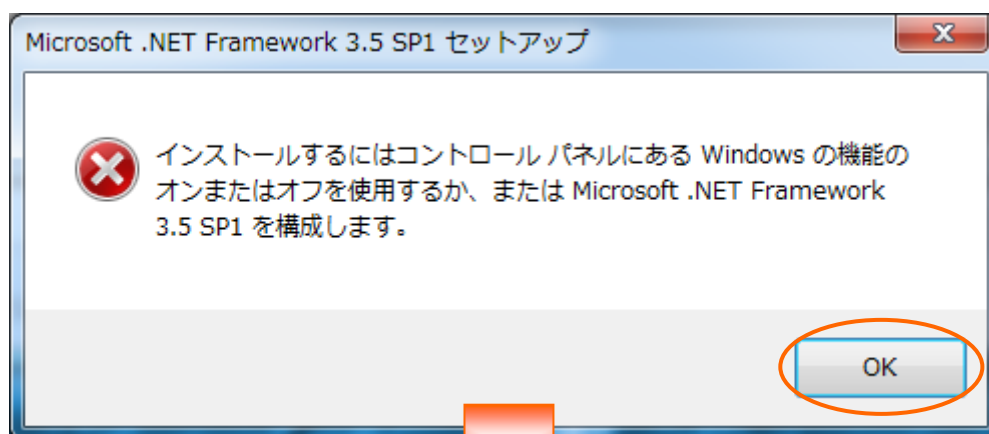 Microsoft .NET Framework 3.5 SP1 セットアップ
インストールするにはコントロール パネルにある Windows の機能の
オンまたはオフを使用するか、または Microsoft .NET Framework
3.5 SP1 を構成します。
OK